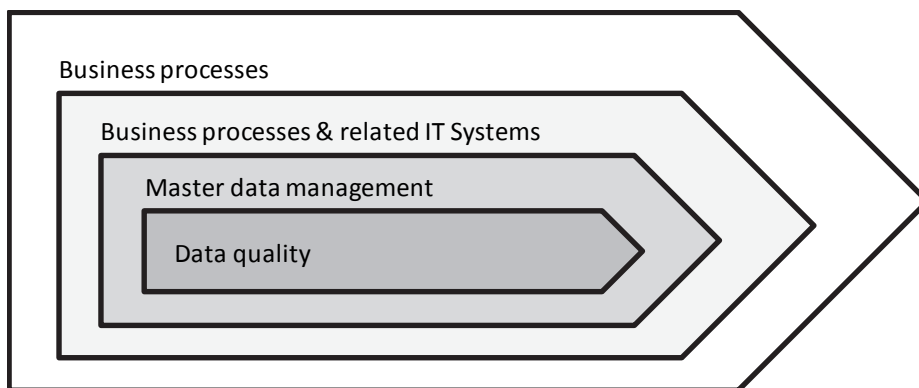 Business processes
Business processes & related IT Systems
Master data management
Data quality